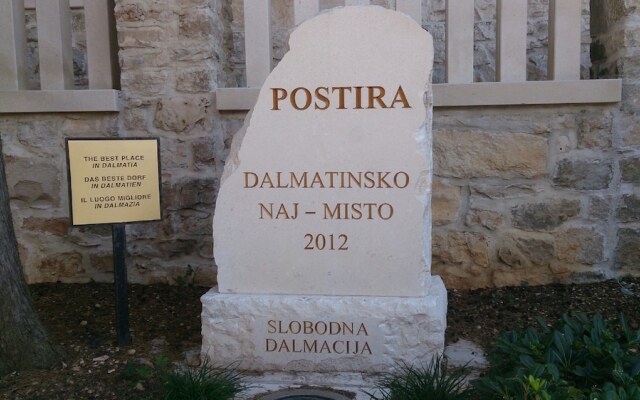 POSTIRA
DALMATINSKO
NAJ – MISTO
2012
SLOBODNA
DALMACIJA
THE BEST PLACE
IN DALMATIA
DAS BESTE DORF
IN DALMATIEN
IL LUOGO MIGLIORE
IN DALMAZIA